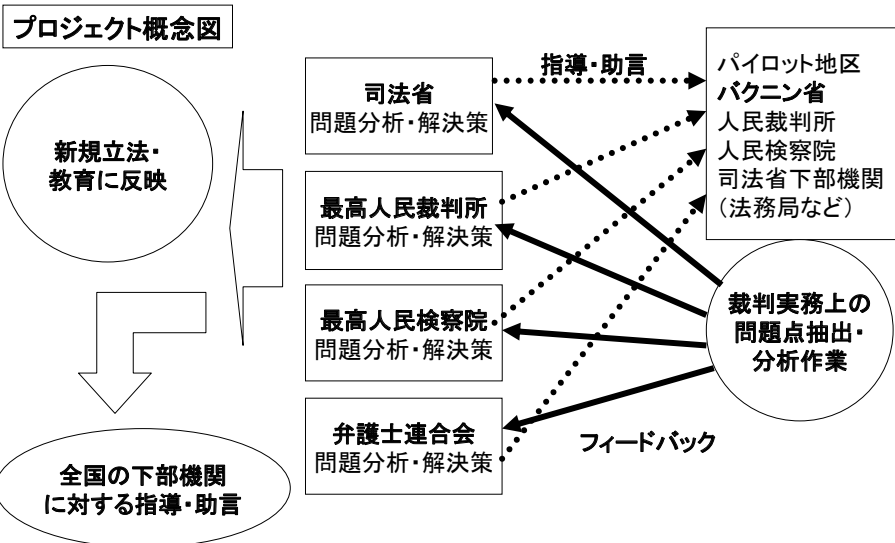 プロジェクト概念図
新規立法・
教育に反映
全国の下部機関
に対する指導・助言
司法省
問題分析・解決策
最高人民裁判所
問題分析・解決策
最高人民検察院
問題分析・解決策
弁護士連合会
問題分析・解決策
指導・助言
フィードバック
パイロット地区
バクニン省
人民裁判所
人民検察院
司法省下部機関
（法務局など）
裁判実務上の
問題点抽出・
分析作業